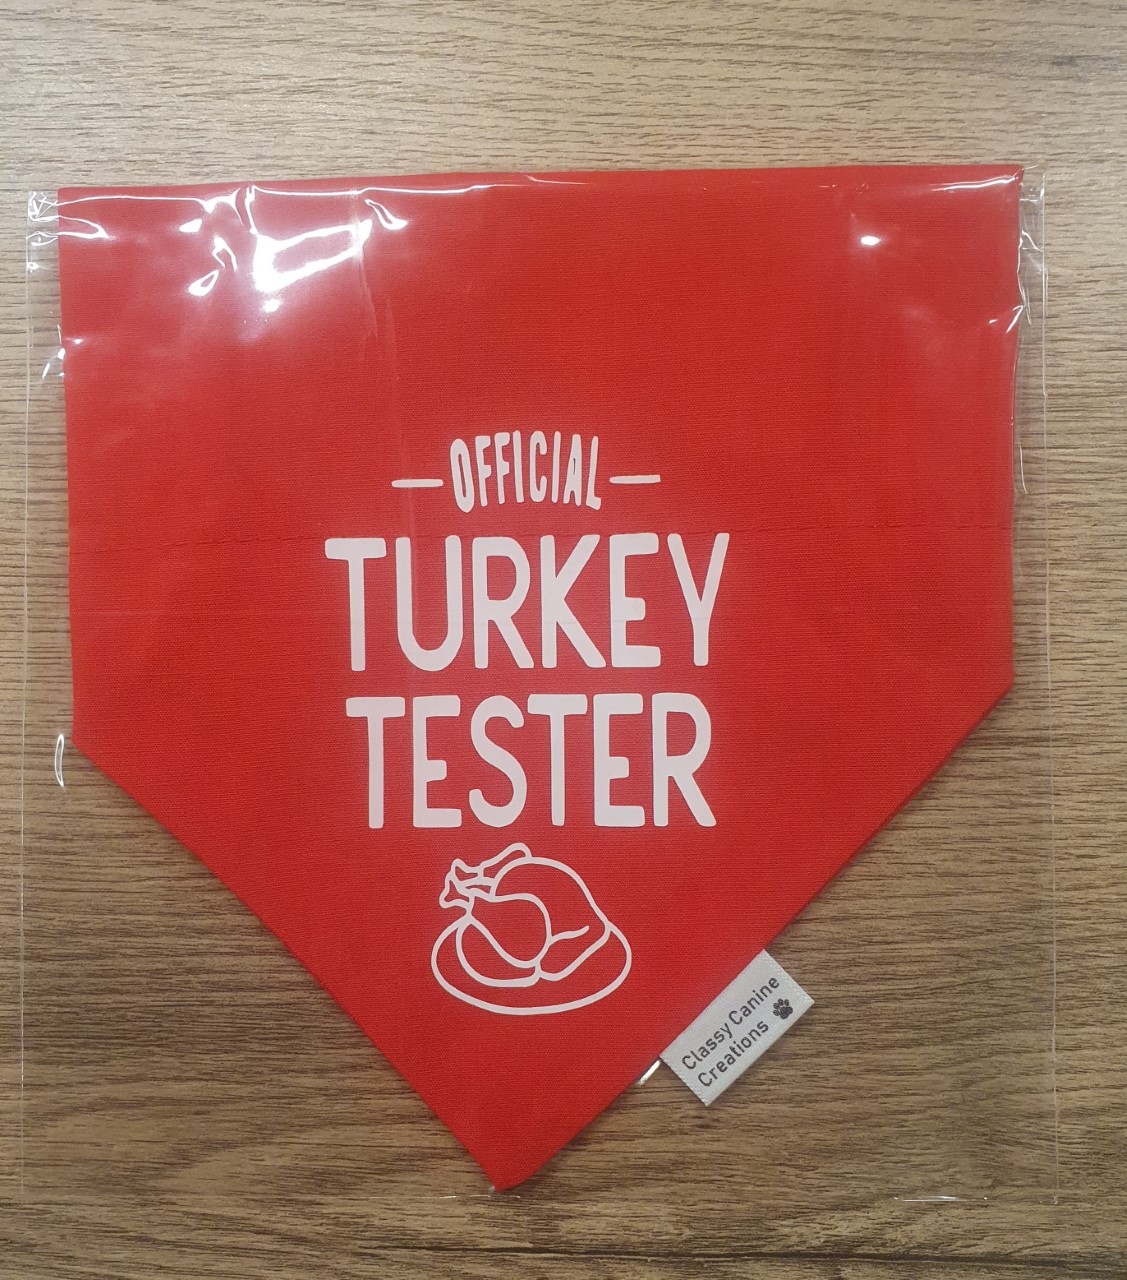 OFFICIAL
TURKEY
TESTER
Classy Canine
Creations